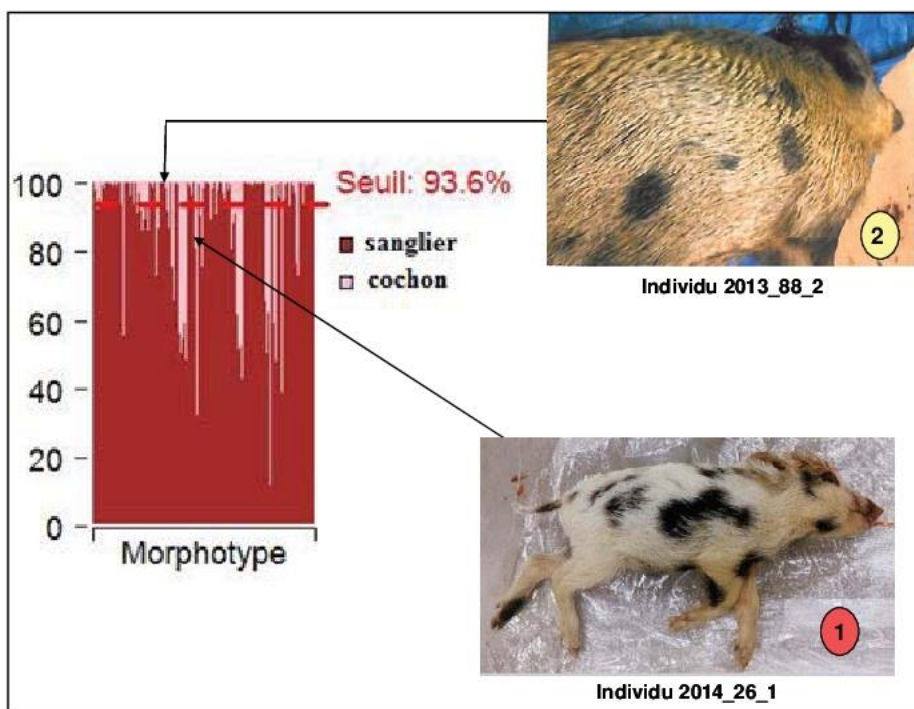 100
80
60
40
20
0
Morphotype
Seuil: 93.6%
sanglier
cochon
2
Individu 2013_88_2
1
Individu 2014_26_1